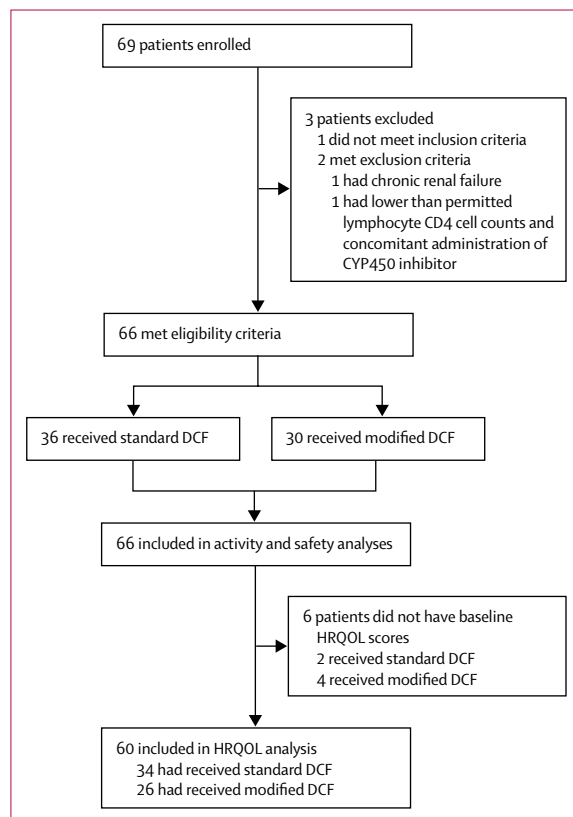 69 patients enrolled
3 patients excluded
1 did not meet inclusion criteria
2 met exclusion criteria
1 had chronic renal failure
1 had lower than permitted
lymphocyte CD4 cell counts and
concomitant administration of
CYP450 inhibitor
66 met eligibility criteria
36 received standard DCF
30 received modified DCF
66 included in activity and safety analyses
6 patients did not have baseline
HRQOL scores
2 received standard DCF
4 received modified DCF
60 included in HRQOL analysis
34 had received standard DCF
26 had received modified DCF